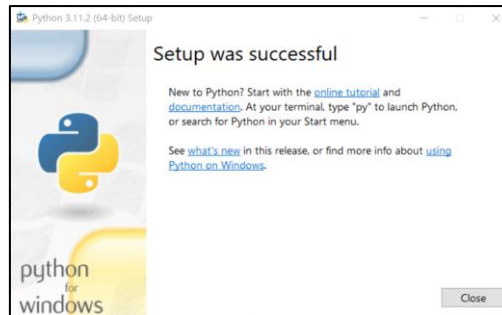 Python 3.11.2 (64-bit) Setup
Setup was successful
New to Python? Start with the online tutorial and
documentation. At your terminal, type "py" to launch Python,
or search for Python in your Start menu.
See what's new in this release, or find more info about using
Python on Windows.
python
for
windows
Close